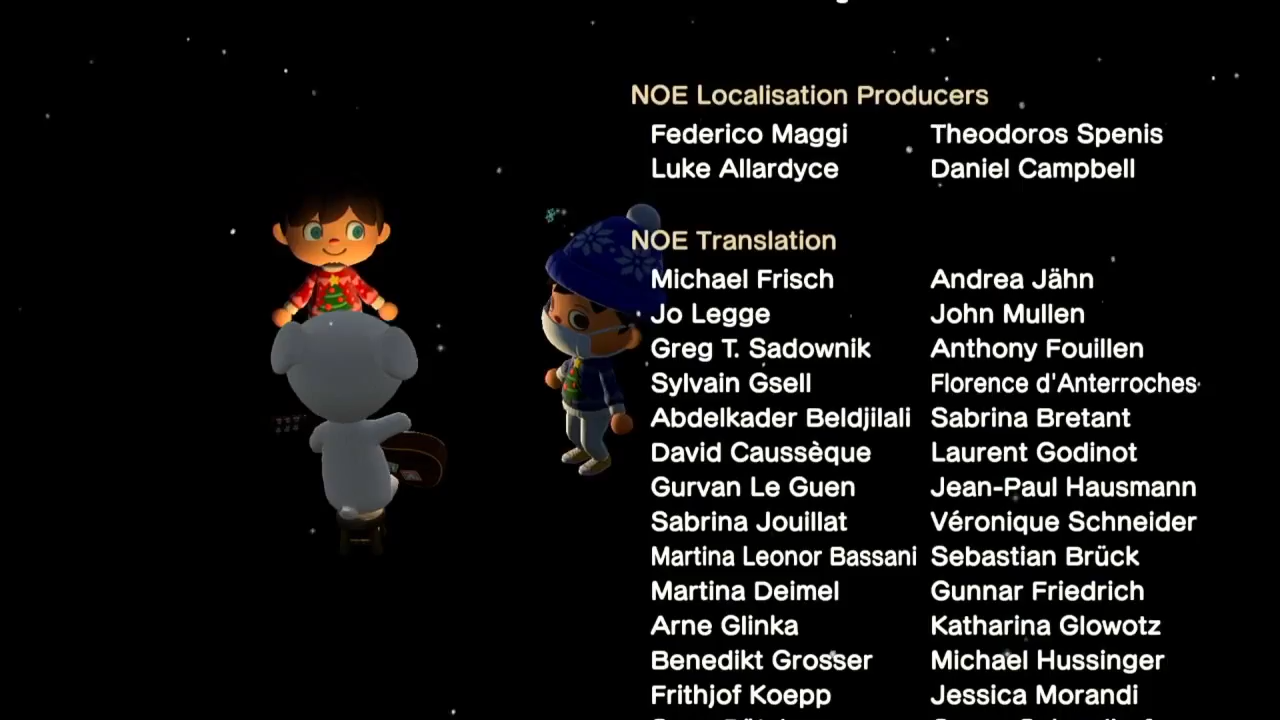 NOE Localisation Producers
Federico Maggi Theodoros Spenis
Luke Allardyce Daniel Campbell
NOE Translation
Michael Frisch Andrea Jähn
Jo Legge John Mullen
Greg T. Sadownik Anthony Fouillen
Sylvain Gsell Florence d'Anterroches
Abdelkader Beldjilali Sabrina Bretant
David Caussèque Laurent Godinot
Gurvan Le Guen Jean-Paul Hausmann
Sabrina Jouillat Véronique Schneider
Martina Leonor Bassani Sebastian Brück
Martina Deimel Gunnar Friedrich
Arne Glinka Katharina Glowotz
Benedikt Grosser Michael Hussinger
Frithjof Koepp Jessica Morandi